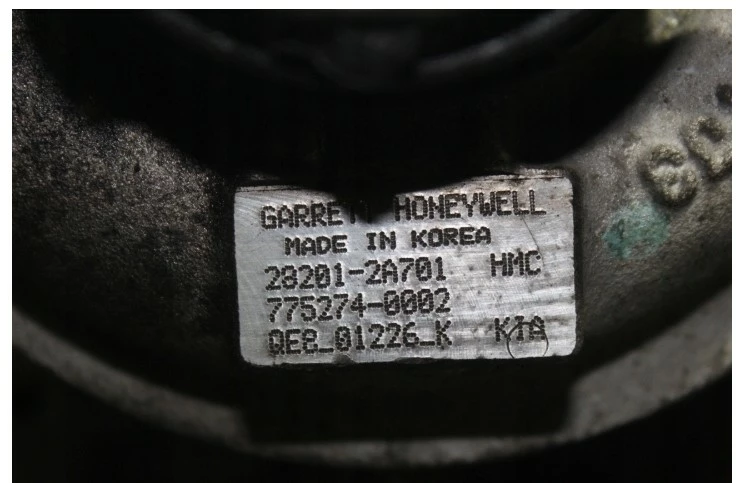 GARRETT HONEYWELL
MADE IN KOREA
28201-2A701 HMC
775274-0002
QEB_01226_K KIA